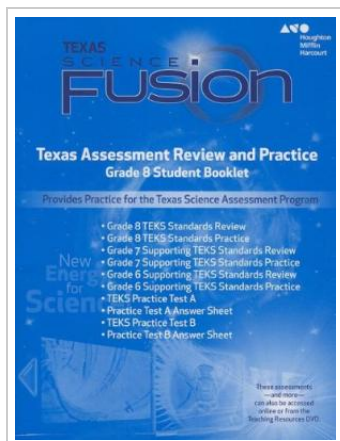 Houghton
Mifflin
Harcourt
TEXAS
SCIENCE
FUSION
Texas Assessment Review and Practice
Grade 8 Student Booklet
Provides Practice for the Texas Science Assessment Program
• Grade 8 TEKS Standards Review
• Grade 8 TEKS Standards Practice
• Grade 7 Supporting TEKS Standards Review
• Grade 7 Supporting TEKS Standards Practice
• Grade 6 Supporting TEKS Standards Review
• Grade 6 Supporting TEKS Standards Practice
• TEKS Practice Test A
• Practice Test A Answer Sheet
• TEKS Practice Test B
• Practice Test B Answer Sheet
New
Energy
for
Science
These assessments
—and more—
can also be accessed
online or from the
Teaching Resources DVD.